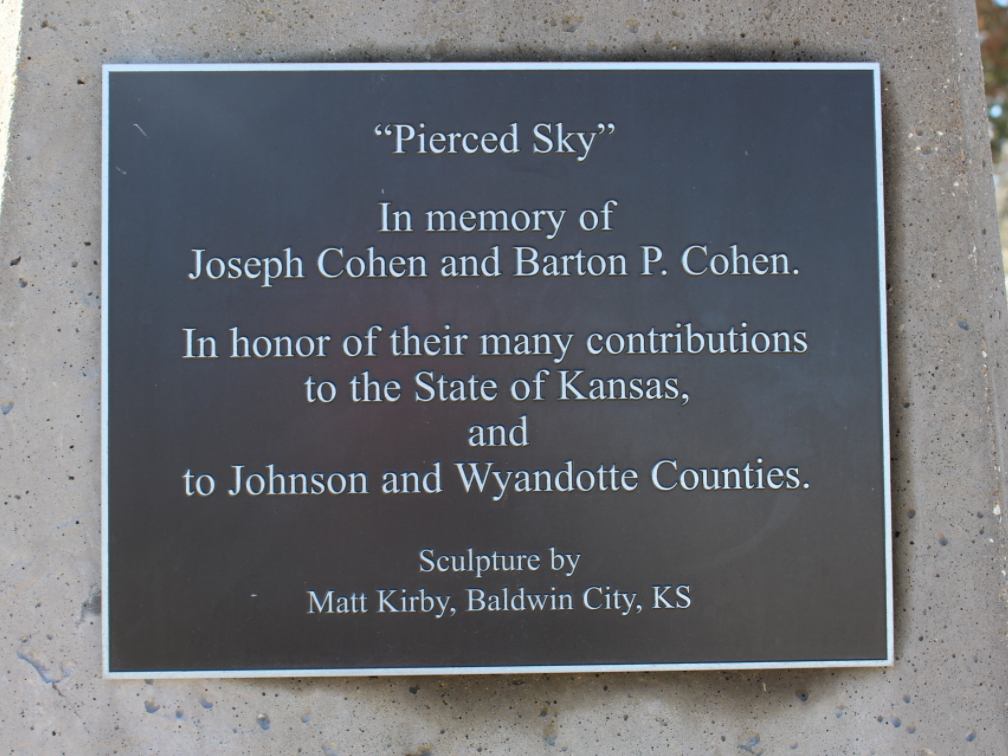 “Pierced Sky”
In memory of
Joseph Cohen and Barton P. Cohen.
In honor of their many contributions
to the State of Kansas,
and
to Johnson and Wyandotte Counties.
Sculpture by
Matt Kirby, Baldwin City, KS